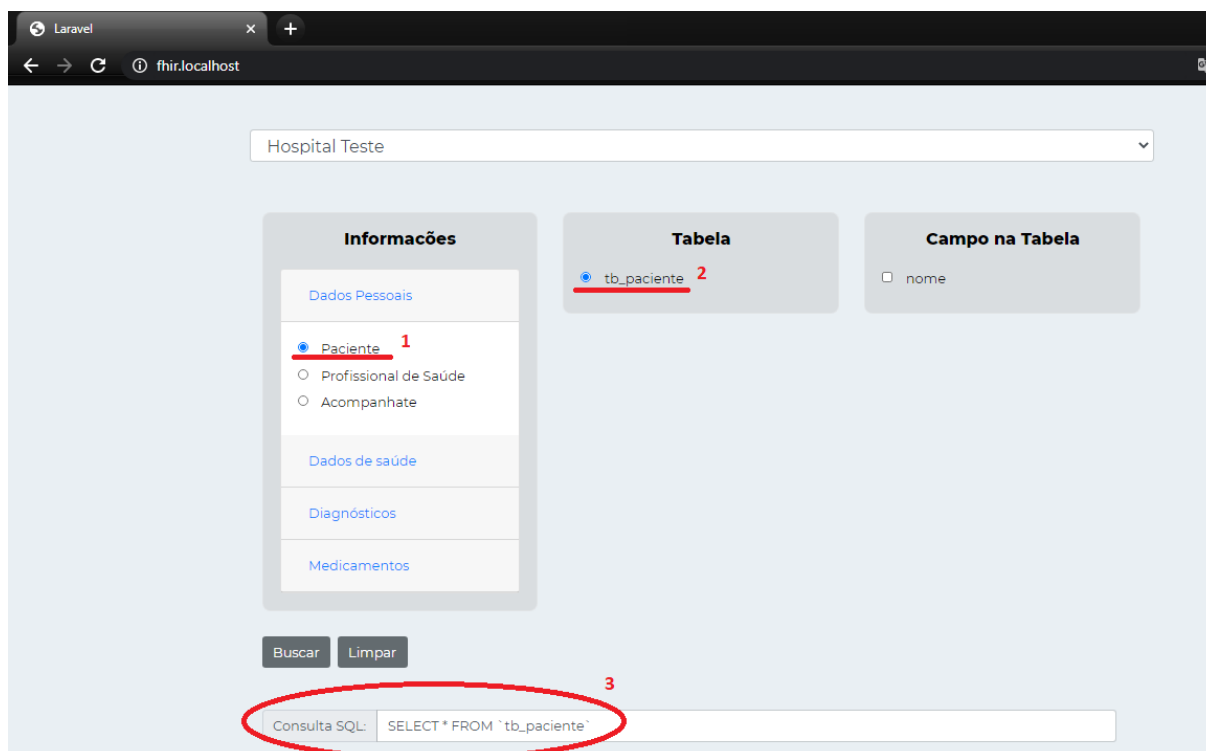 Laravel
fhir.localhost
Hospital Teste
Informacões
Tabela
Campo na Tabela
tb_paciente 2
nome
Dados Pessoais
Paciente 1
Profissional de Saúde
Acompanhate
Dados de saúde
Diagnósticos
Medicamentos
Buscar Limpar
3
Consulta SQL: SELECT * FROM `tb_paciente`